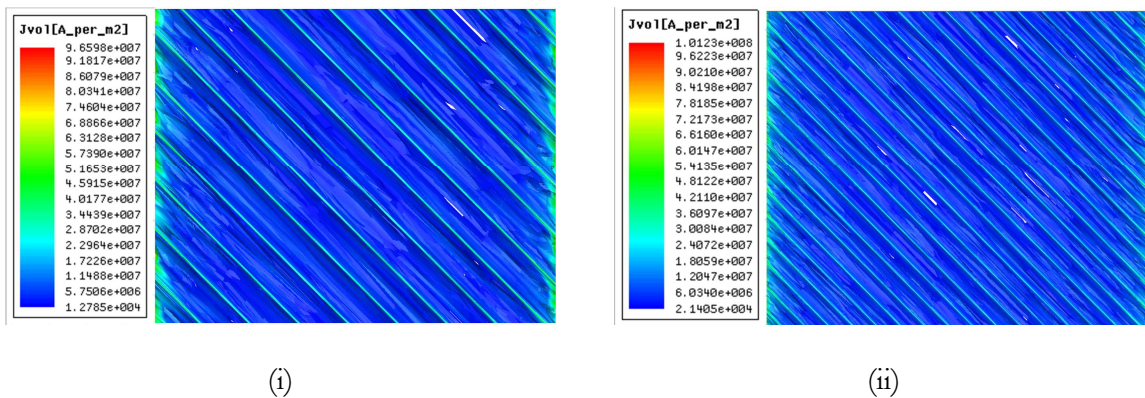 Jvol[A_per_m2]
9.6598e+007
9.1817e+007
8.6079e+007
8.0341e+007
7.4604e+007
6.8866e+007
6.3128e+007
5.7390e+007
5.1653e+007
4.5915e+007
4.0177e+007
3.4439e+007
2.8702e+007
2.2964e+007
1.7226e+007
1.1488e+007
5.7506e+006
1.2785e+004
(i)
Jvol[A_per_m2]
1.0123e+008
9.6223e+007
9.0210e+007
8.4198e+007
7.8185e+007
7.2173e+007
6.6160e+007
6.0147e+007
5.4135e+007
4.8122e+007
4.2110e+007
3.6097e+007
3.0084e+007
2.4072e+007
1.8059e+007
1.2047e+007
6.0340e+006
2.1405e+004
(ii)